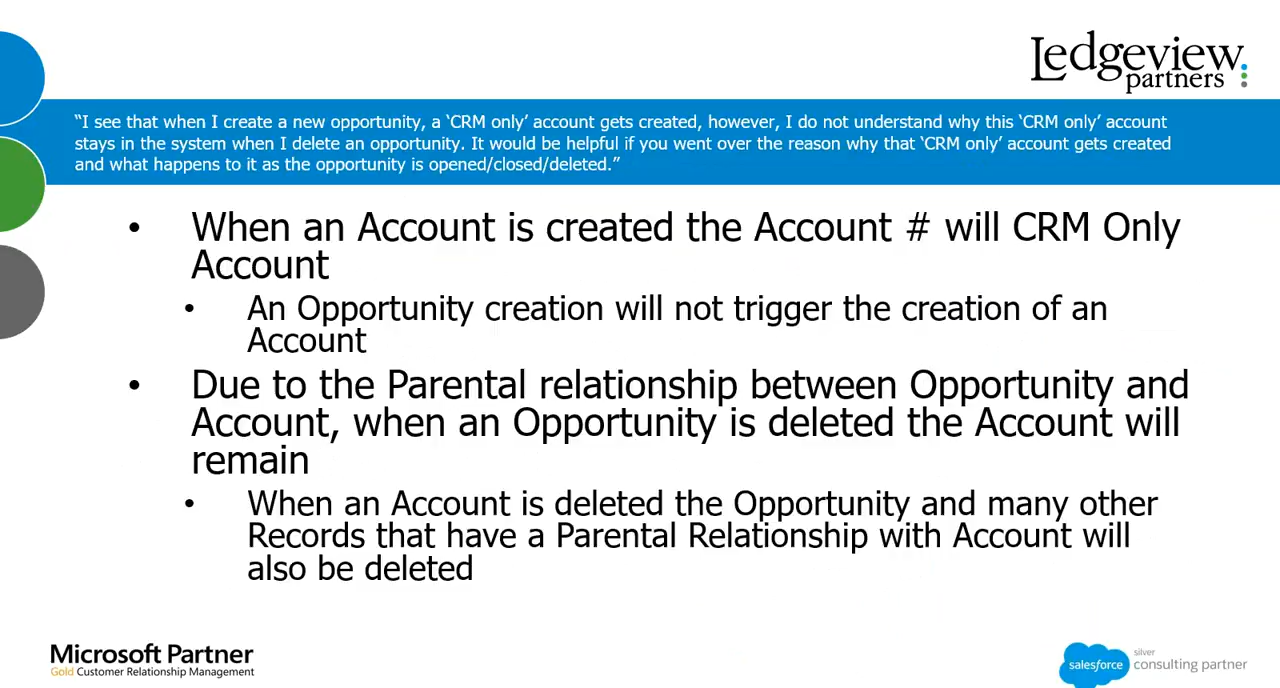 Ledgeview
partners
“I see that when I create a new opportunity, a ‘CRM only’ account gets created, however, I do not understand why this ‘CRM only’ account
stays in the system when I delete an opportunity. It would be helpful if you went over the reason why that ‘CRM only’ account gets created
and what happens to it as the opportunity is opened/closed/deleted.”
• When an Account is created the Account # will CRM Only
Account
• An Opportunity creation will not trigger the creation of an
Account
• Due to the Parental relationship between Opportunity and
Account, when an Opportunity is deleted the Account will
remain
• When an Account is deleted the Opportunity and many other
Records that have a Parental Relationship with Account will
also be deleted
Microsoft Partner
Gold Customer Relationship Management
salesforce
silver
consulting partner